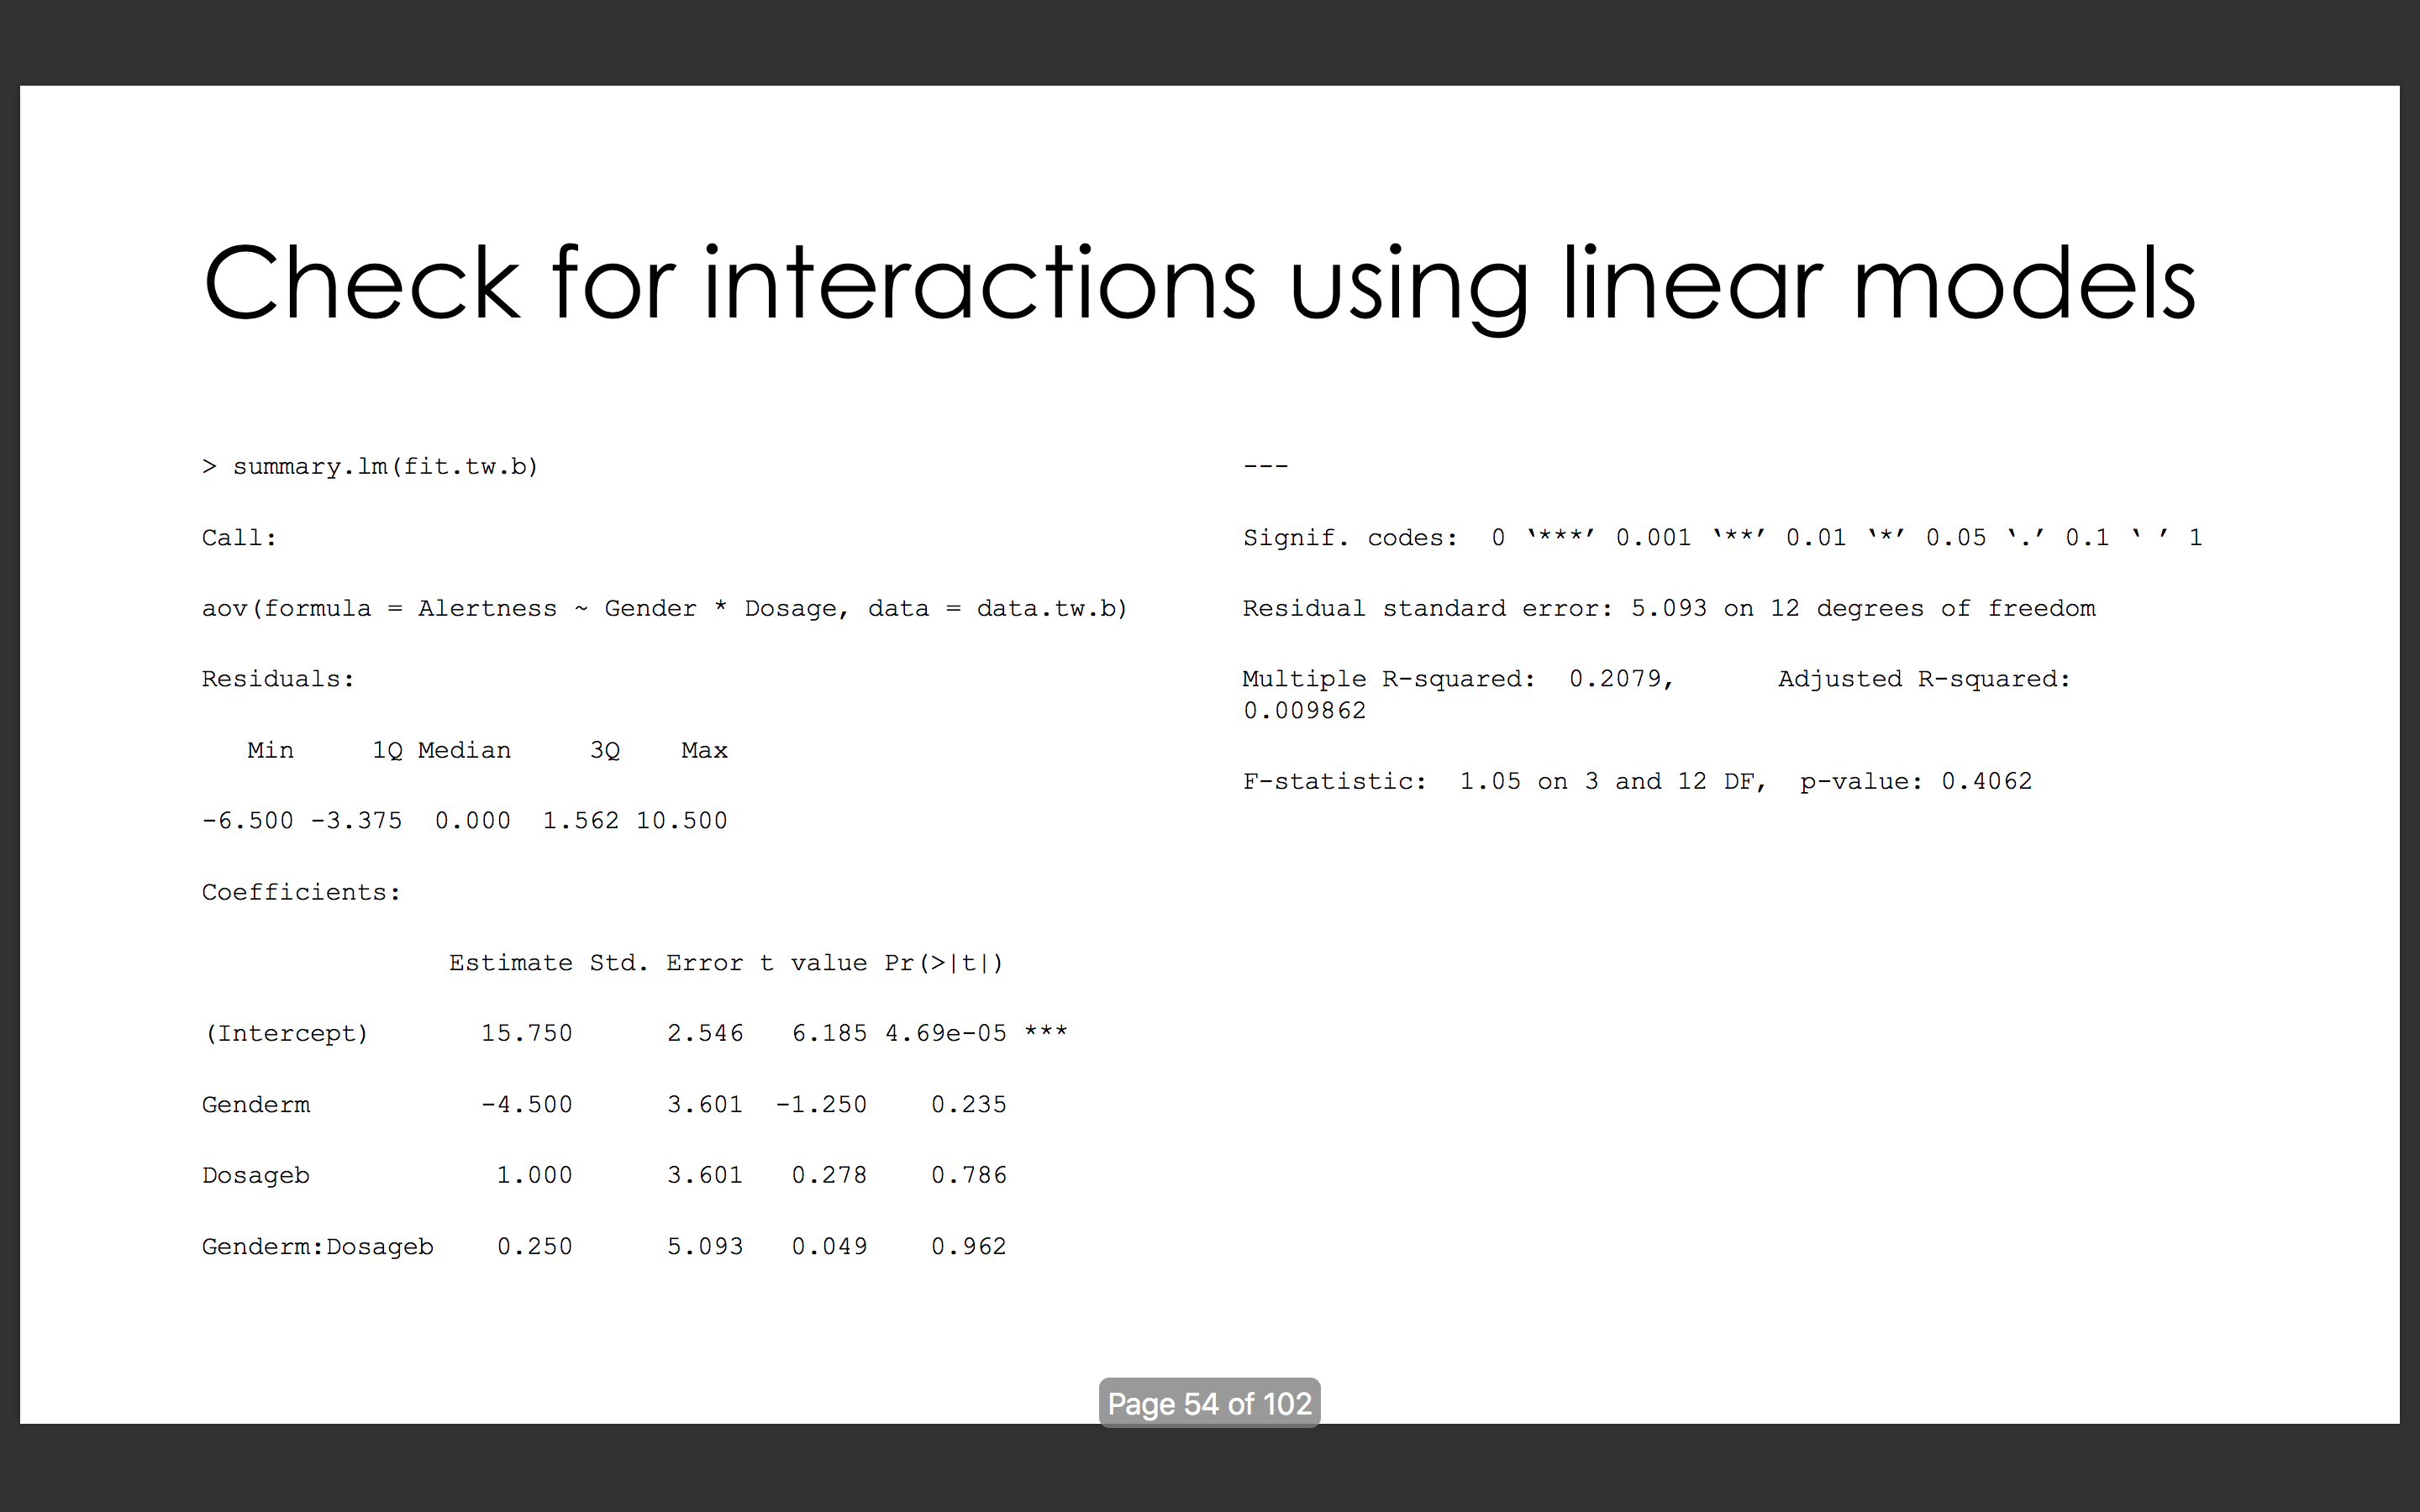 Check for interactions using linear models
> summary.lm(fit.tw.b)
Call:
aov(formula = Alertness ~ Gender * Dosage, data = data.tw.b)
Residuals:
   Min     1Q Median     3Q    Max
-6.500 -3.375  0.000  1.562 10.500
Coefficients:
                Estimate Std. Error t value Pr(>|t|)
(Intercept)       15.750      2.546   6.185 4.69e-05 ***
Genderm           -4.500      3.601  -1.250    0.235
Dosageb            1.000      3.601   0.278    0.786
Genderm:Dosageb    0.250      5.093   0.049    0.962
---
Signif. codes:  0 ‘***’ 0.001 ‘**’ 0.01 ‘*’ 0.05 ‘.’ 0.1 ‘ ’ 1
Residual standard error: 5.093 on 12 degrees of freedom
Multiple R-squared:  0.2079,       Adjusted R-squared:
0.009862
F-statistic:  1.05 on 3 and 12 DF,  p-value: 0.4062
Page 54 of 102